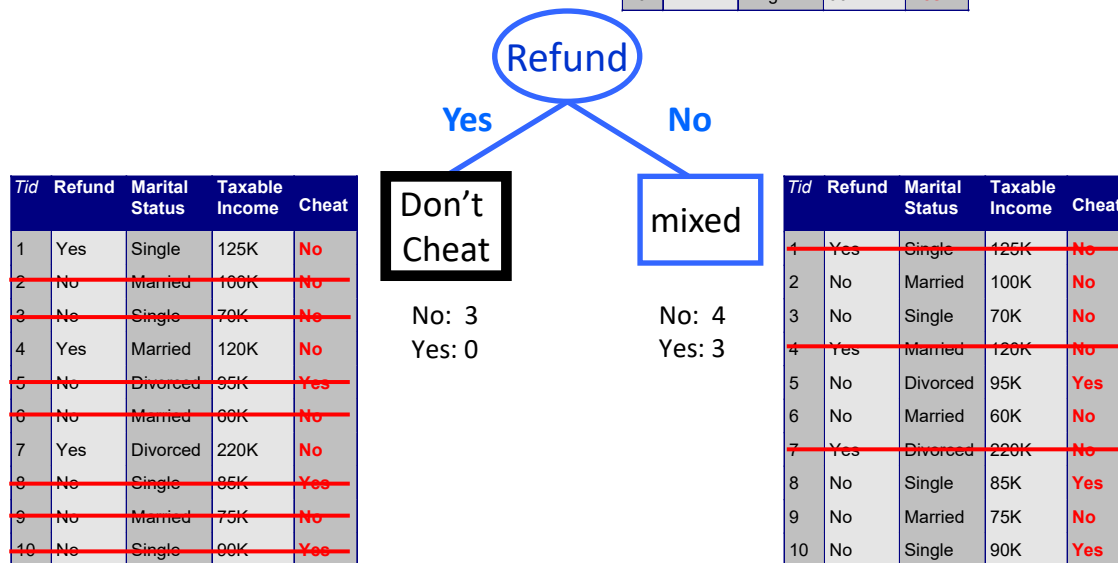 Refund
Yes No
Tid Refund Marital Status Taxable Income Cheat
1 Yes Single 125K No
2 No Married 100K No
3 No Single 70K No
4 Yes Married 120K No
5 No Divorced 95K Yes
6 No Married 60K No
7 Yes Divorced 220K No
8 No Single 85K Yes
9 No Married 75K No
10 No Single 90K Yes
Don't
Cheat
No: 3
Yes: 0
mixed
No: 4
Yes: 3
Tid Refund Marital Status Taxable Income Cheat
1 Yes Single 125K No
2 No Married 100K No
3 No Single 70K No
4 Yes Married 120K No
5 No Divorced 95K Yes
6 No Married 60K No
7 Yes Divorced 220K No
8 No Single 85K Yes
9 No Married 75K No
10 No Single 90K Yes